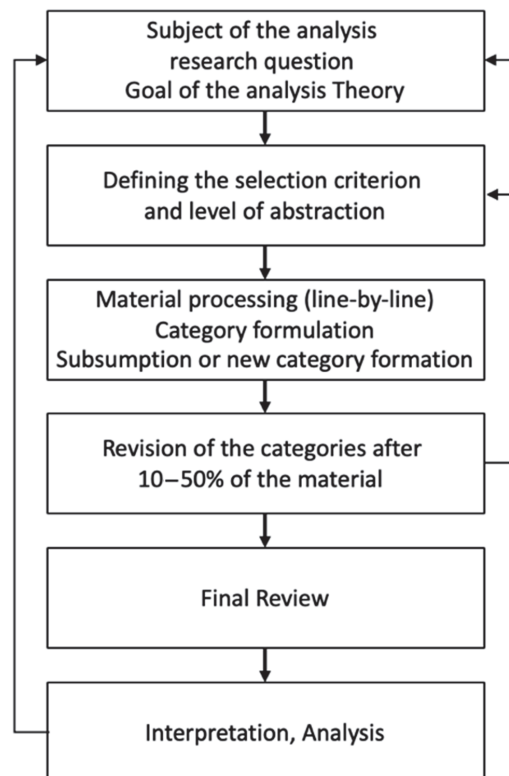 Subject of the analysis
research question
Goal of the analysis Theory
Defining the selection criterion
and level of abstraction
Material processing (line-by-line)
Category formulation
Subsumption or new category formation
Revision of the categories after
10–50% of the material
Final Review
Interpretation, Analysis